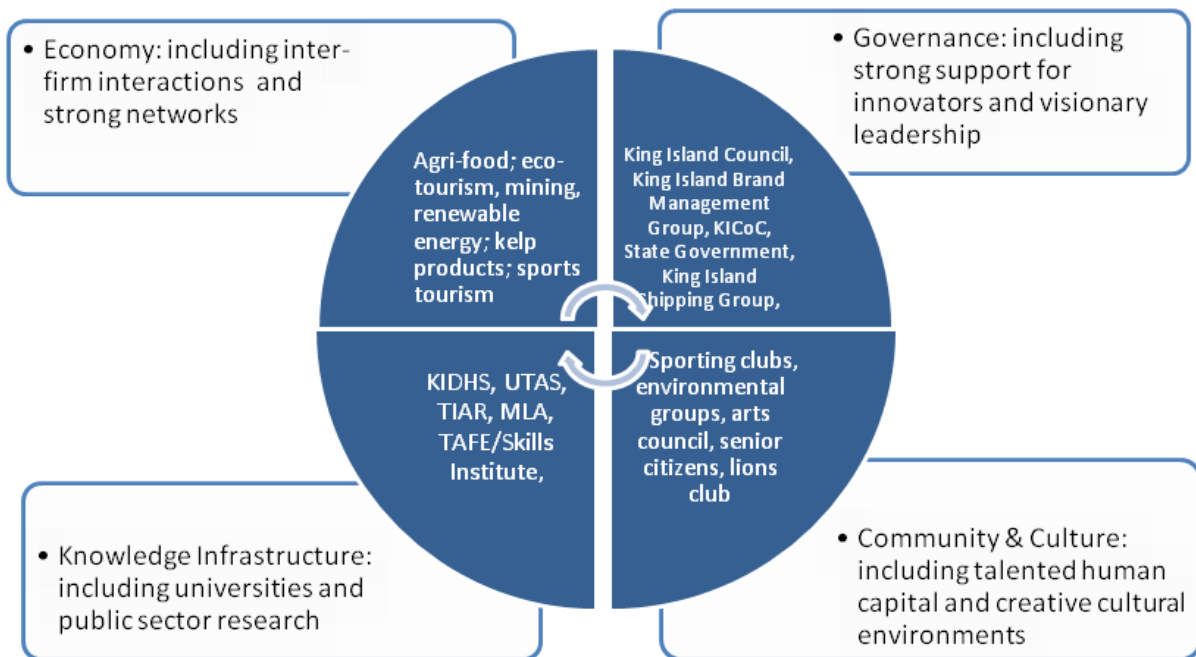 • Economy: including inter-
firm interactions and
strong networks
• Governance: including
strong support for
innovators and visionary
leadership
Agri-food; eco-
tourism, mining,
renewable
energy; kelp
products; sports
tourism
King Island Council,
King Island Brand
Management
Group, KICoC,
State Government,
King Island
Shipping Group,
KIDHS, UTAS,
TIAR, MLA,
TAFE/Skills
Institute,
Sporting clubs,
environmental
groups, arts
council, senior
citizens, lions
club
• Knowledge Infrastructure:
including universities and
public sector research
• Community & Culture:
including talented human
capital and creative cultural
environments